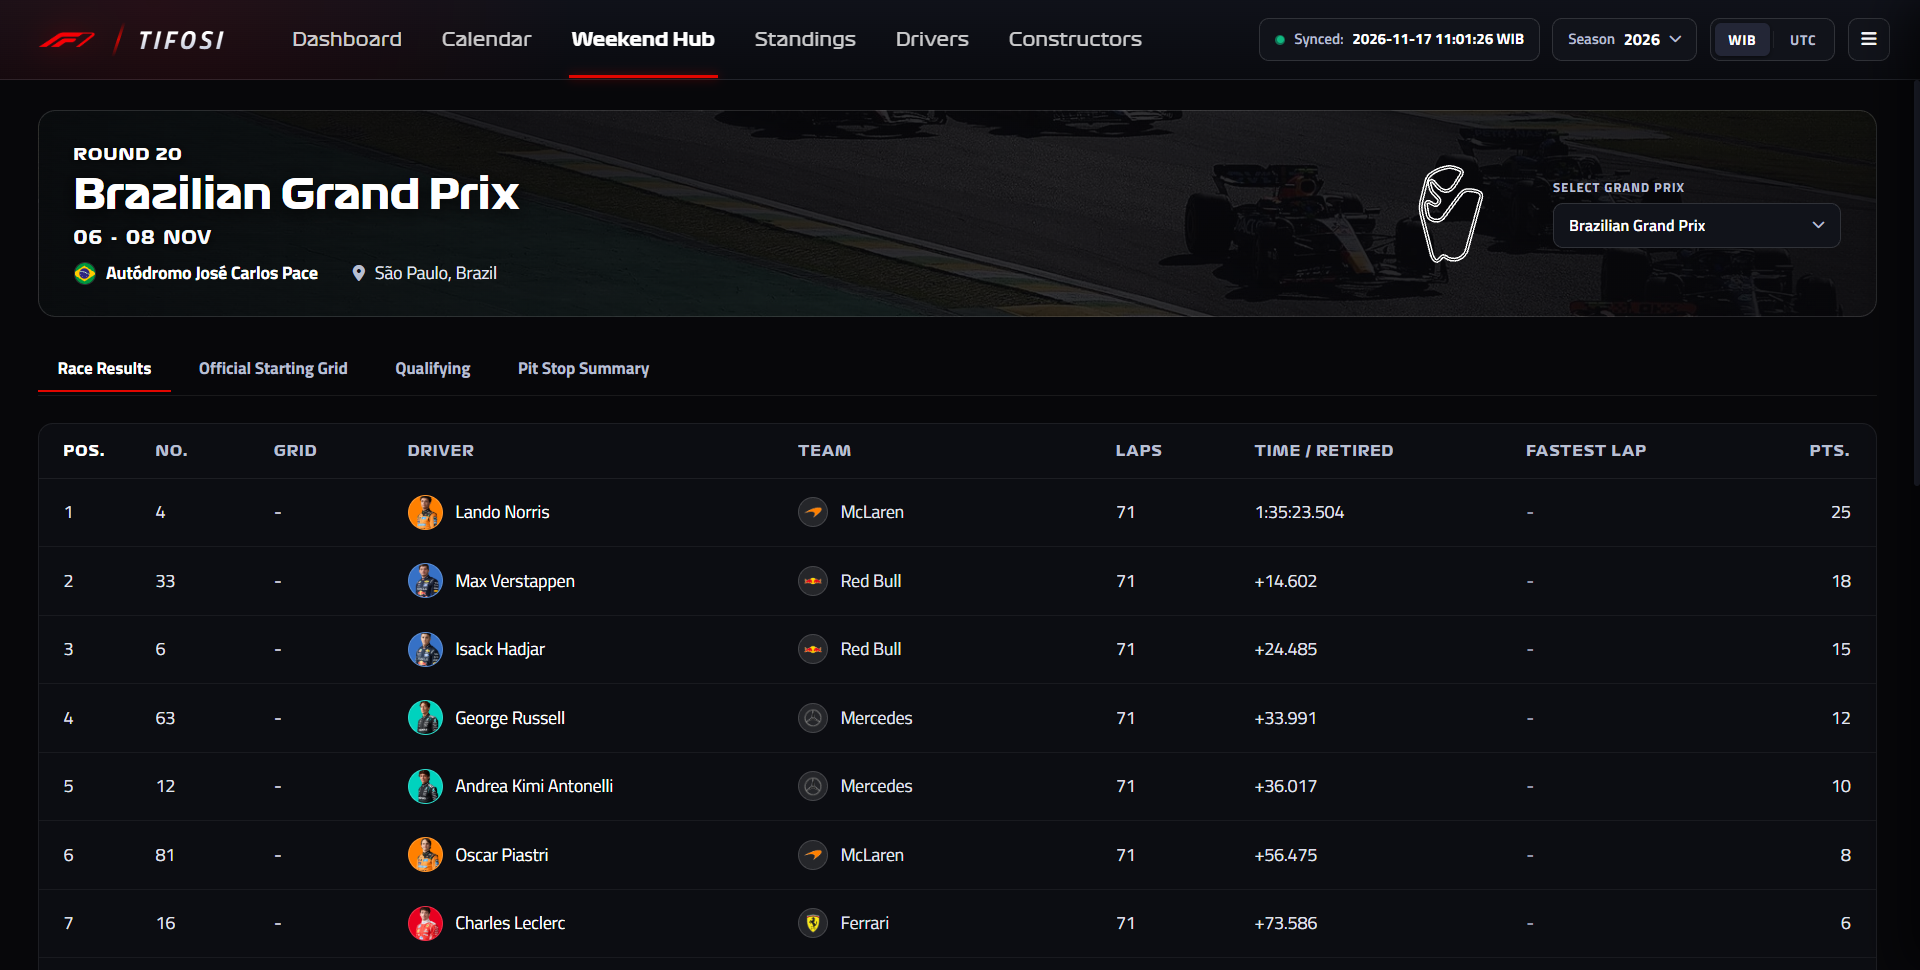 F1 / TIFOSI Dashboard Calendar Weekend Hub Standings Drivers Constructors Synced: 2026-11-17 11:01:26 WIB Season 2026 WIB UTC
ROUND 20
Brazilian Grand Prix
06 - 08 NOV
Autódromo José Carlos Pace São Paulo, Brazil
SELECT GRAND PRIX
Brazilian Grand Prix
Race Results Official Starting Grid Qualifying Pit Stop Summary
POS. NO. GRID DRIVER TEAM LAPS TIME / RETIRED FASTEST LAP PTS.
1 4 - Lando Norris McLaren 71 1:35:23.504 - 25
2 33 - Max Verstappen Red Bull 71 +14.602 - 18
3 6 - Isack Hadjar Red Bull 71 +24.485 - 15
4 63 - George Russell Mercedes 71 +33.991 - 12
5 12 - Andrea Kimi Antonelli Mercedes 71 +36.017 - 10
6 81 - Oscar Piastri McLaren 71 +56.475 - 8
7 16 - Charles Leclerc Ferrari 71 +73.586 - 6